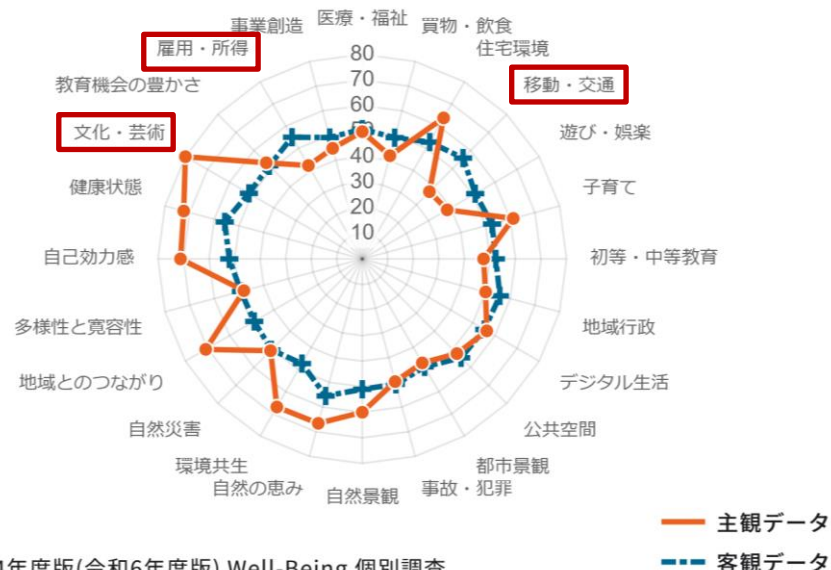 医療・福祉
買物・飲食
住宅環境
移動・交通
遊び・娯楽
子育て
初等・中等教育
地域行政
デジタル生活
公共空間
都市景観
事故・犯罪
自然景観
自然の恵み
環境共生
自然災害
地域とのつながり
多様性と寛容性
自己効力感
健康状態
文化・芸術
教育機会の豊かさ
雇用・所得
事業創造
80
70
60
40
30
20
10
主観データ
客観データ
年度版(令和6年度版) Well-Being 個別調査